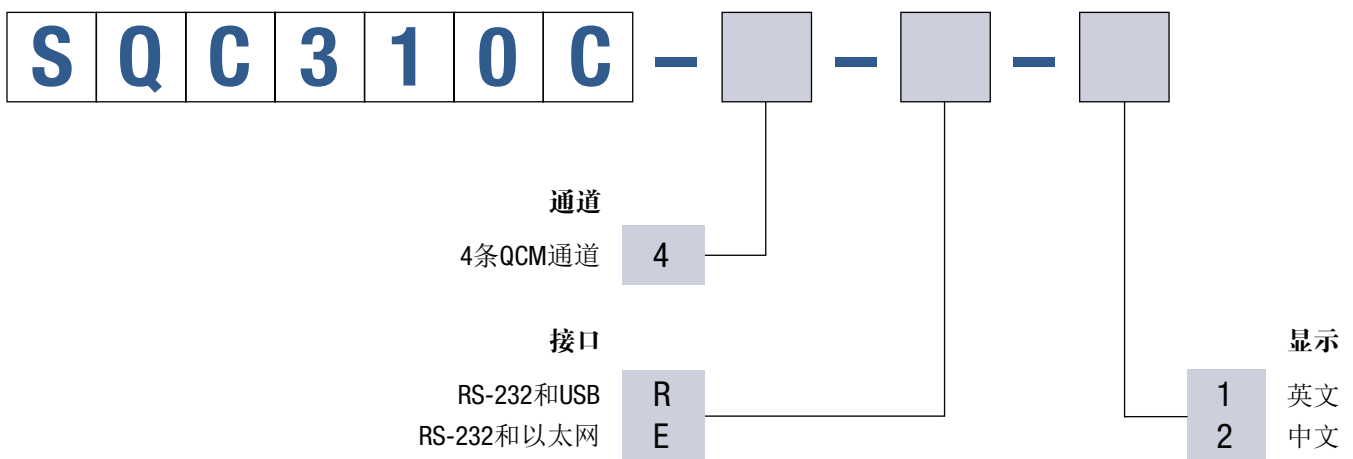 SQC310C – –  –
通道
4条QCM通道 4
接口
RS-232和USB R
RS-232和以太网 E
显示
1 英文
2 中文